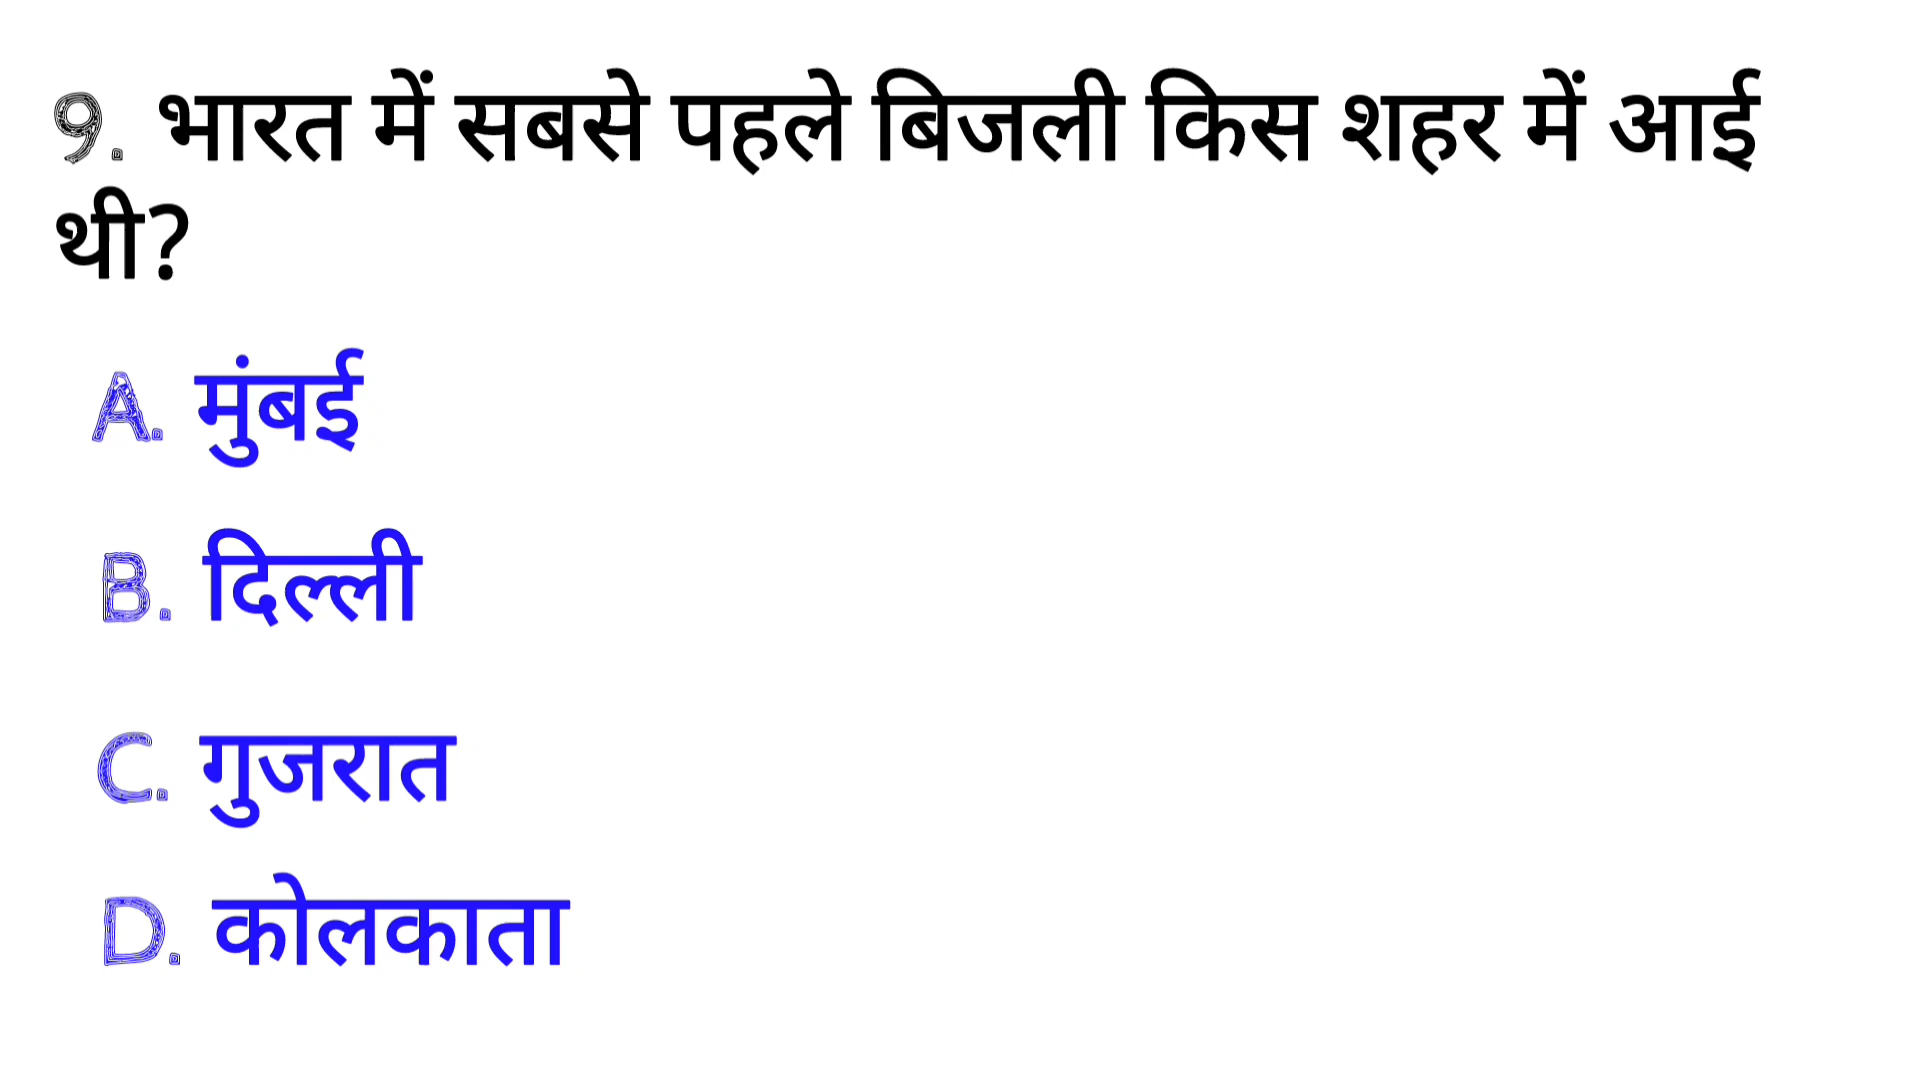 9. भारत में सबसे पहले बिजली किस शहर में आई
थी?
A. मुंबई
B. दिल्ली
C. गुजरात
D. कोलकाता